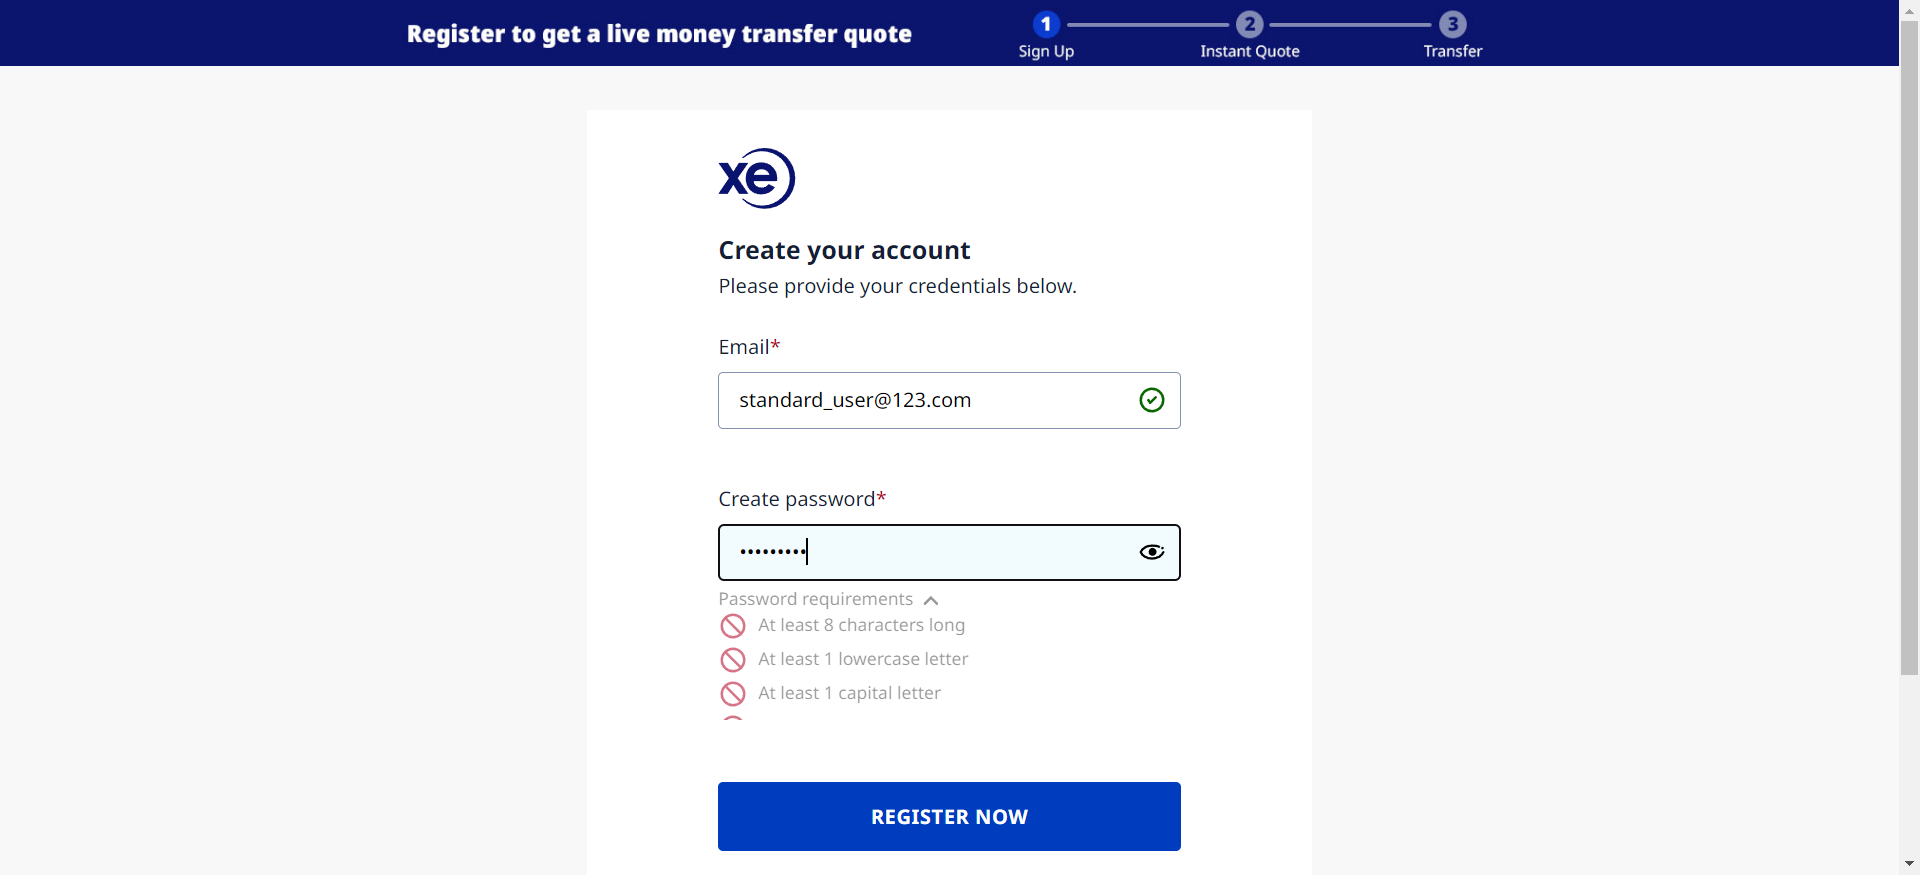 Register to get a live money transfer quote
1
Sign Up
2
Instant Quote
3
Transfer
xe
Create your account
Please provide your credentials below.
Email*
standard_user@123.com
Create password*
•••••••••
Password requirements
At least 8 characters long
At least 1 lowercase letter
At least 1 capital letter
REGISTER NOW